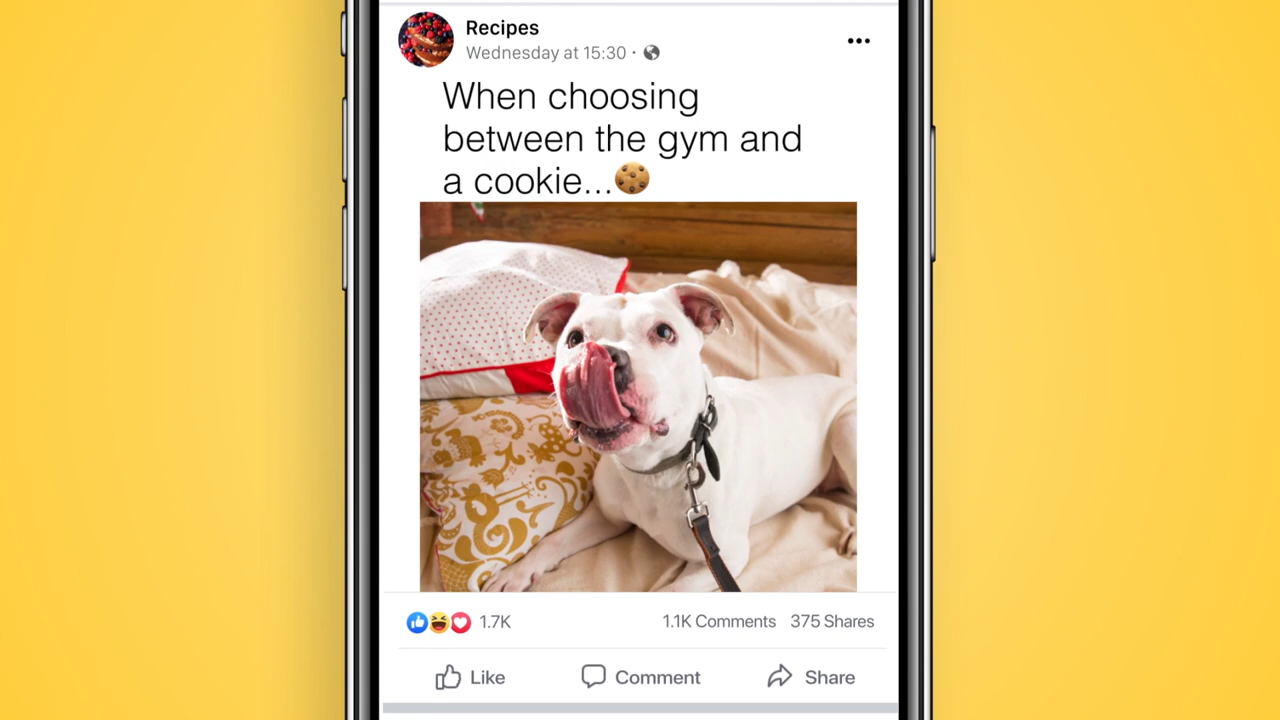 Recipes
Wednesday at 15:30 ·
When choosing
between the gym and
a cookie...🍪
1.7K
1.1K Comments 375 Shares
Like Comment Share